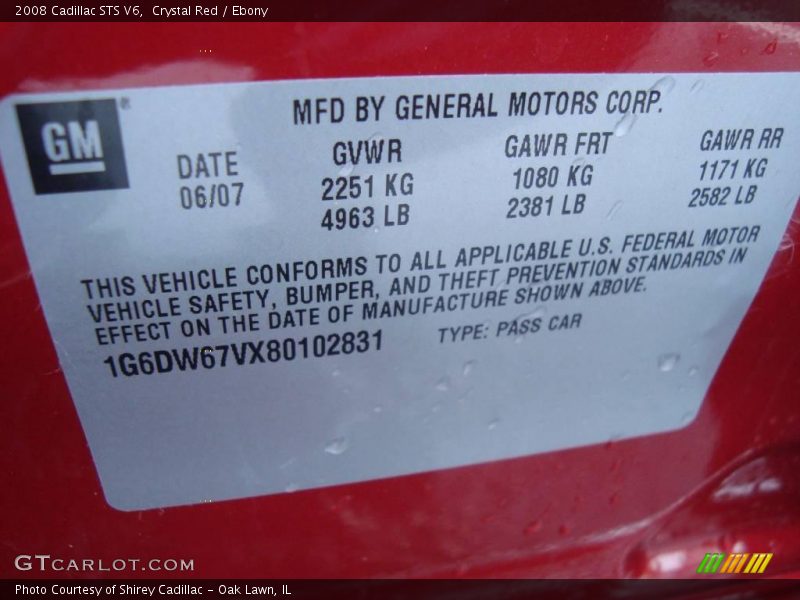 2008 Cadillac STS V6,  Crystal Red / Ebony
GM®
MFD BY GENERAL MOTORS CORP.
DATE GVWR GAWR FRT GAWR RR
06/07 2251 KG 1080 KG 1171 KG
4963 LB 2381 LB 2582 LB
THIS VEHICLE CONFORMS TO ALL APPLICABLE U.S. FEDERAL MOTOR
VEHICLE SAFETY, BUMPER, AND THEFT PREVENTION STANDARDS IN
EFFECT ON THE DATE OF MANUFACTURE SHOWN ABOVE.
1G6DW67VX80102831 TYPE: PASS CAR
GTCARLOT.COM
Photo Courtesy of Shirey Cadillac - Oak Lawn, IL